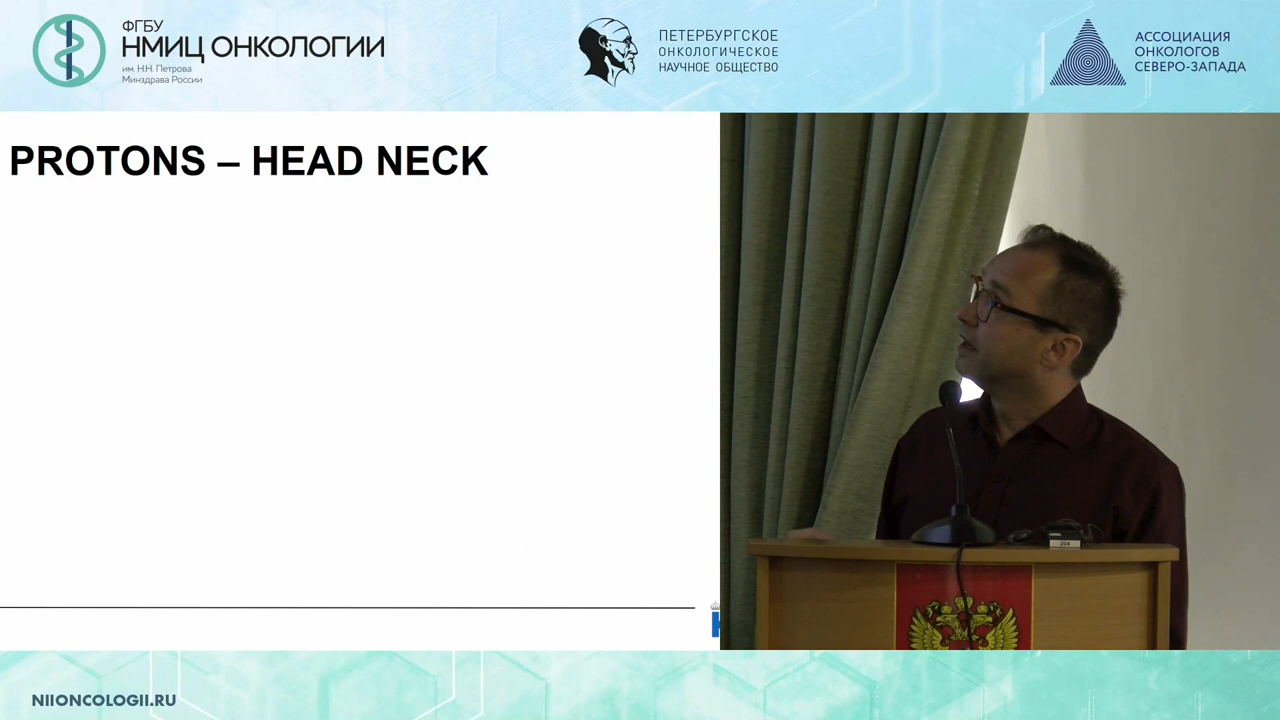 ФГБУ
НМИЦ ОНКОЛОГИИ
им. Н.Н. Петрова
Минздрава России
ПЕТЕРБУРГСКОЕ
ОНКОЛОГИЧЕСКОЕ
НАУЧНОЕ ОБЩЕСТВО
АССОЦИАЦИЯ
ОНКОЛОГОВ
СЕВЕРО-ЗАПАДА
PROTONS – HEAD NECK
204
NIIONCOLOGII.RU